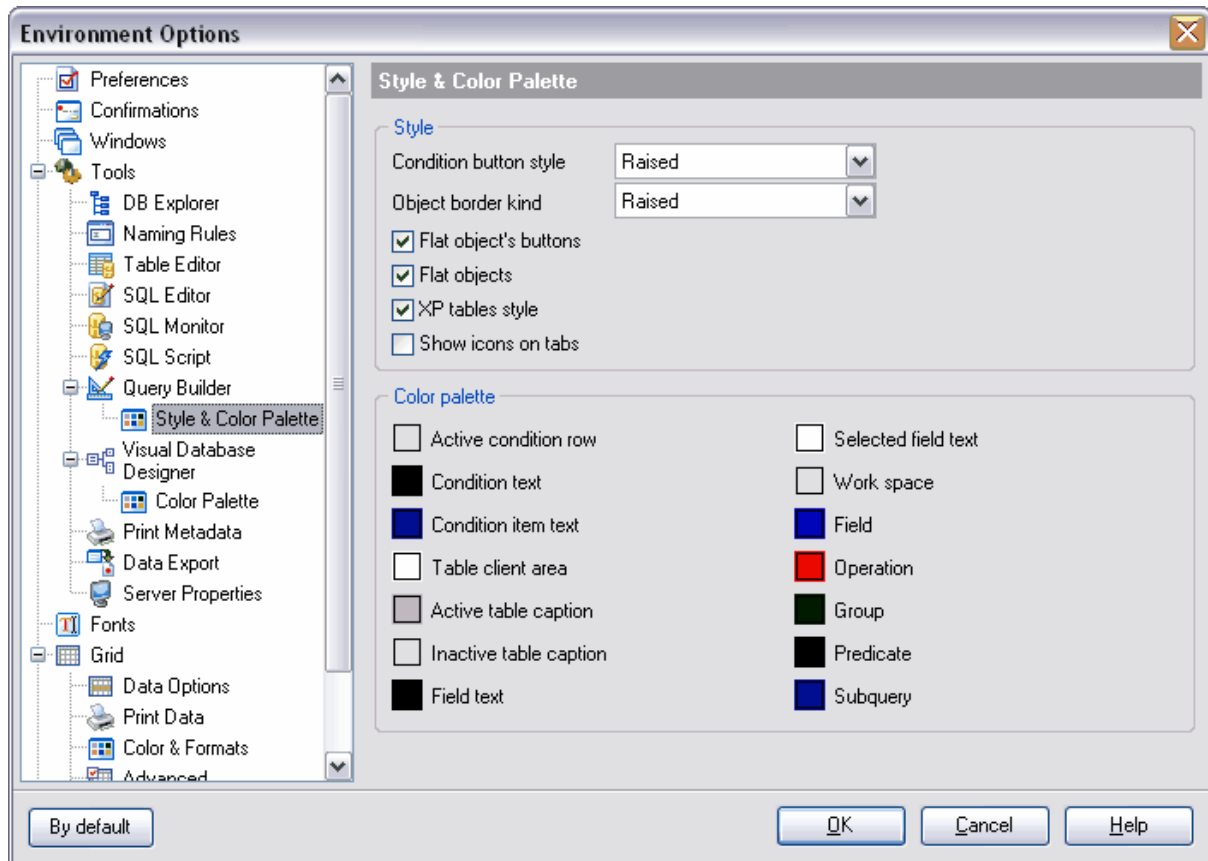 Environment Options
Preferences
Confirmations
Windows
Tools
DB Explorer
Naming Rules
Table Editor
SQL Editor
SQL Monitor
SQL Script
Query Builder
Style & Color Palette
Visual Database
Designer
Color Palette
Print Metadata
Data Export
Server Properties
Fonts
Grid
Data Options
Print Data
Color & Formats
Advanced
Style & Color Palette
Style
Condition button style Raised
Object border kind Raised
Flat object's buttons
Flat objects
XP tables style
Show icons on tabs
Color palette
Active condition row
Condition text
Condition item text
Table client area
Active table caption
Inactive table caption
Field text
Selected field text
Work space
Field
Operation
Group
Predicate
Subquery
By default OK Cancel Help